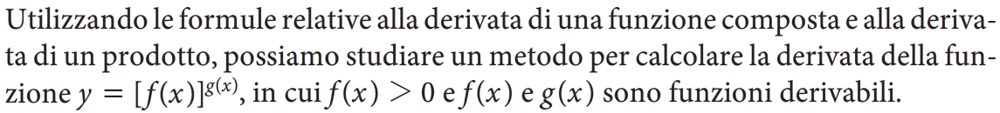 Utilizzando le formule relative alla derivata di una funzione composta e alla deriva-
ta di un prodotto, possiamo studiare un metodo per calcolare la derivata della fun-
zione y = [f(x)]^{g(x)}, in cui f(x) > 0 e f(x) e g(x) sono funzioni derivabili.